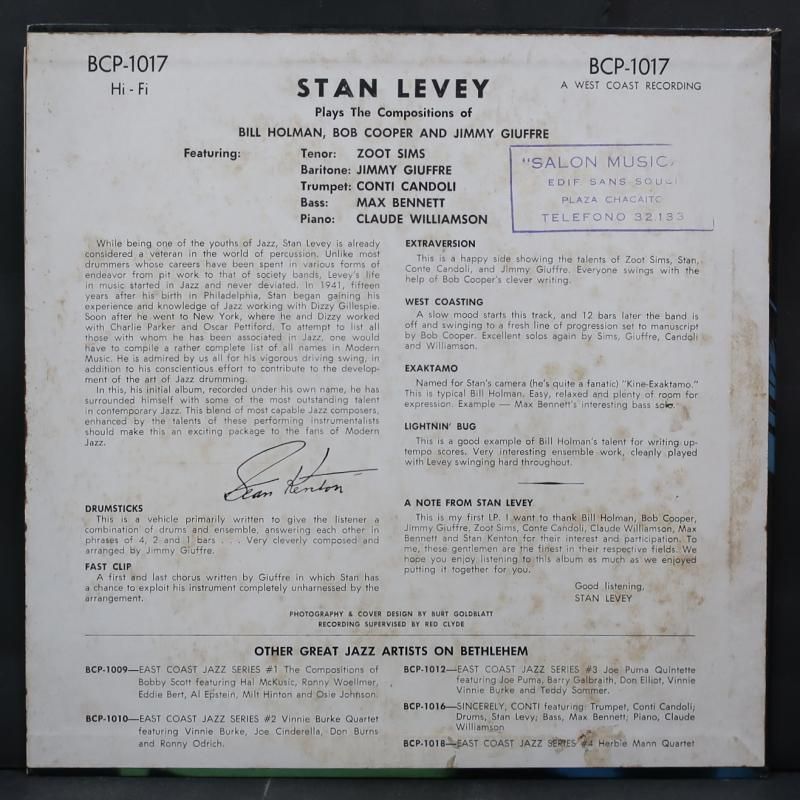 BCP-1017
Hi - Fi
BCP-1017
A WEST COAST RECORDING
STAN LEVEY
Plays The Compositions of
BILL HOLMAN, BOB COOPER AND JIMMY GIUFFRE
Featuring: Tenor: ZOOT SIMS
Baritone: JIMMY GIUFFRE
Trumpet: CONTI CANDOLI
Bass: MAX BENNETT
Piano: CLAUDE WILLIAMSON
"SALON MUSICA
EDIF. SANS SOUCI
PLAZA CHACAITO
TELEFONO 32.133
While being one of the youths of Jazz, Stan Levey is already
considered a veteran in the world of percussion. Unlike most
drummers whose careers have been spent in various forms of
endeavor from pit work to that of society bands, Levey's life
in music started in Jazz and never deviated. In 1941, fifteen
years after his birth in Philadelphia, Stan began gaining his
experience and knowledge of Jazz working with Dizzy Gillespie.
Soon after he went to New York, where he and Dizzy worked
with Charlie Parker and Oscar Pettiford. To attempt to list all
those with whom he has been associated in Jazz, one would
have to compile a rather complete list of all names in Modern
Music. He is admired by us all for his vigorous driving swing, in
addition to his conscientious effort to contribute to the develop-
ment of the art of Jazz drumming.
In this, his initial album, recorded under his own name, he has
surrounded himself with some of the most outstanding talent
in contemporary Jazz. This blend of most capable Jazz composers,
enhanced by the talents of these performing instrumentalists
should make this an exciting package to the fans of Modern
Jazz.
Stan Kenton
DRUMSTICKS
This is a vehicle primarily written to give the listener a
combination of drums and ensemble, answering each other in
phrases of 4, 2 and 1 bars . . . Very cleverly composed and
arranged by Jimmy Giuffre.
FAST CLIP
A first and last chorus written by Giuffre in which Stan has
a chance to exploit his instrument completely unharnessed by the
arrangement.
EXTRAVERSION
This is a happy side showing the talents of Zoot Sims, Stan,
Conte Candoli, and Jimmy Giuffre. Everyone swings with the
help of Bob Cooper's clever writing.
WEST COASTING
A slow mood starts this track, and 12 bars later the band is
off and swinging to a fresh line of progression set to manuscript
by Bob Cooper. Excellent solos again by Sims, Giuffre, Candoli
and Williamson.
EXAKTAMO
Named for Stan's camera (he's quite a fanatic) "Kine-Exaktamo."
This is typical Bill Holman. Easy, relaxed and plenty of room for
expression. Example — Max Bennett's interesting bass solo.
LIGHTNIN' BUG
This is a good example of Bill Holman's talent for writing up-
tempo scores. Very interesting ensemble work, cleanly played
with Levey swinging hard throughout.
A NOTE FROM STAN LEVEY
This is my first LP. I want to thank Bill Holman, Bob Cooper,
Jimmy Giuffre, Zoot Sims, Conte Candoli, Claude Williamson, Max
Bennett and Stan Kenton for their interest and participation. To
me, these gentlemen are the finest in their respective fields. We
hope you enjoy listening to this album as much as we enjoyed
putting it together for you.
Good listening,
STAN LEVEY
PHOTOGRAPHY & COVER DESIGN BY BURT GOLDBLATT
RECORDING SUPERVISED BY RED CLYDE
OTHER GREAT JAZZ ARTISTS ON BETHLEHEM
BCP-1009—EAST COAST JAZZ SERIES #1 The Compositions of
Bobby Scott featuring Hal McKusic, Ronny Woellmer,
Eddie Bert, Al Epstein, Milt Hinton and Osie Johnson.
BCP-1010—EAST COAST JAZZ SERIES #2 Vinnie Burke Quartet
featuring Vinnie Burke, Joe Cinderella, Don Burns
and Ronny Odrich.
BCP-1012—EAST COAST JAZZ SERIES #3 Joe Puma Quintette
featuring Joe Puma, Barry Galbraith, Don Elliot, Vinnie
Vinnie Burke and Teddy Sommer.
BCP-1016—SINCERELY, CONTI featuring: Trumpet, Conti Candoli;
Drums, Stan Levy; Bass, Max Bennett; Piano, Claude
Williamson
BCP-1018—EAST COAST JAZZ SERIES #4 Herbie Mann Quartet